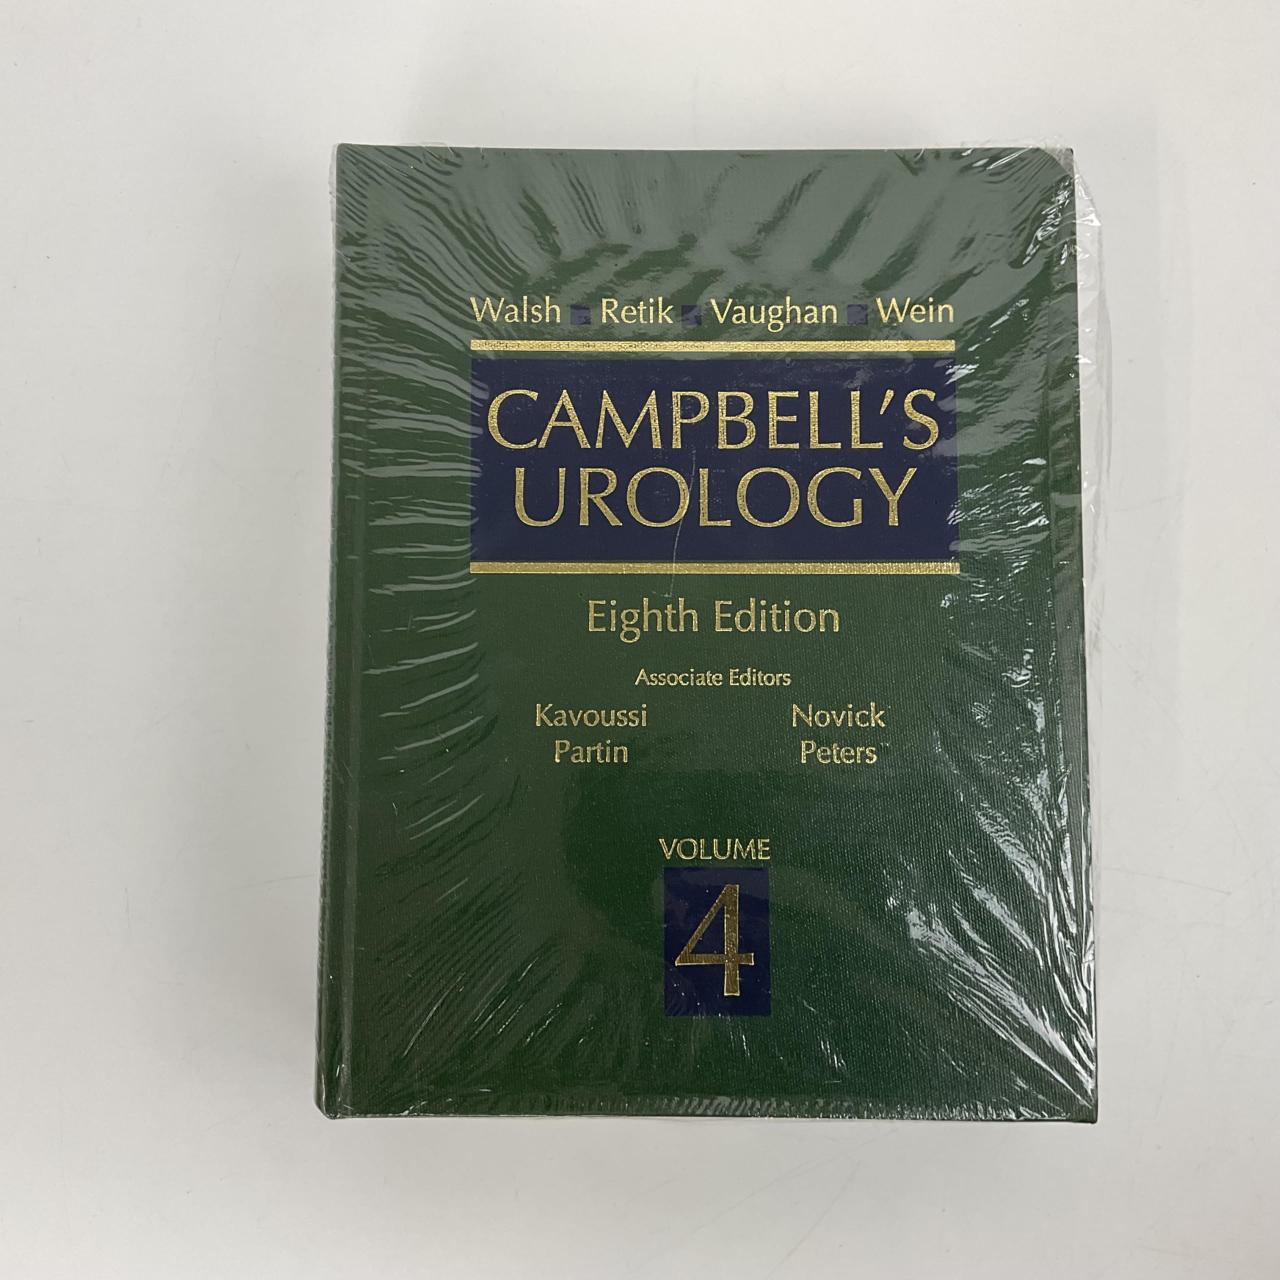 Walsh ■ Retik ■ Vaughan ■ Wein
CAMPBELL'S
UROLOGY
Eighth Edition
Associate Editors
Kavoussi Novick
Partin Peters
VOLUME
4